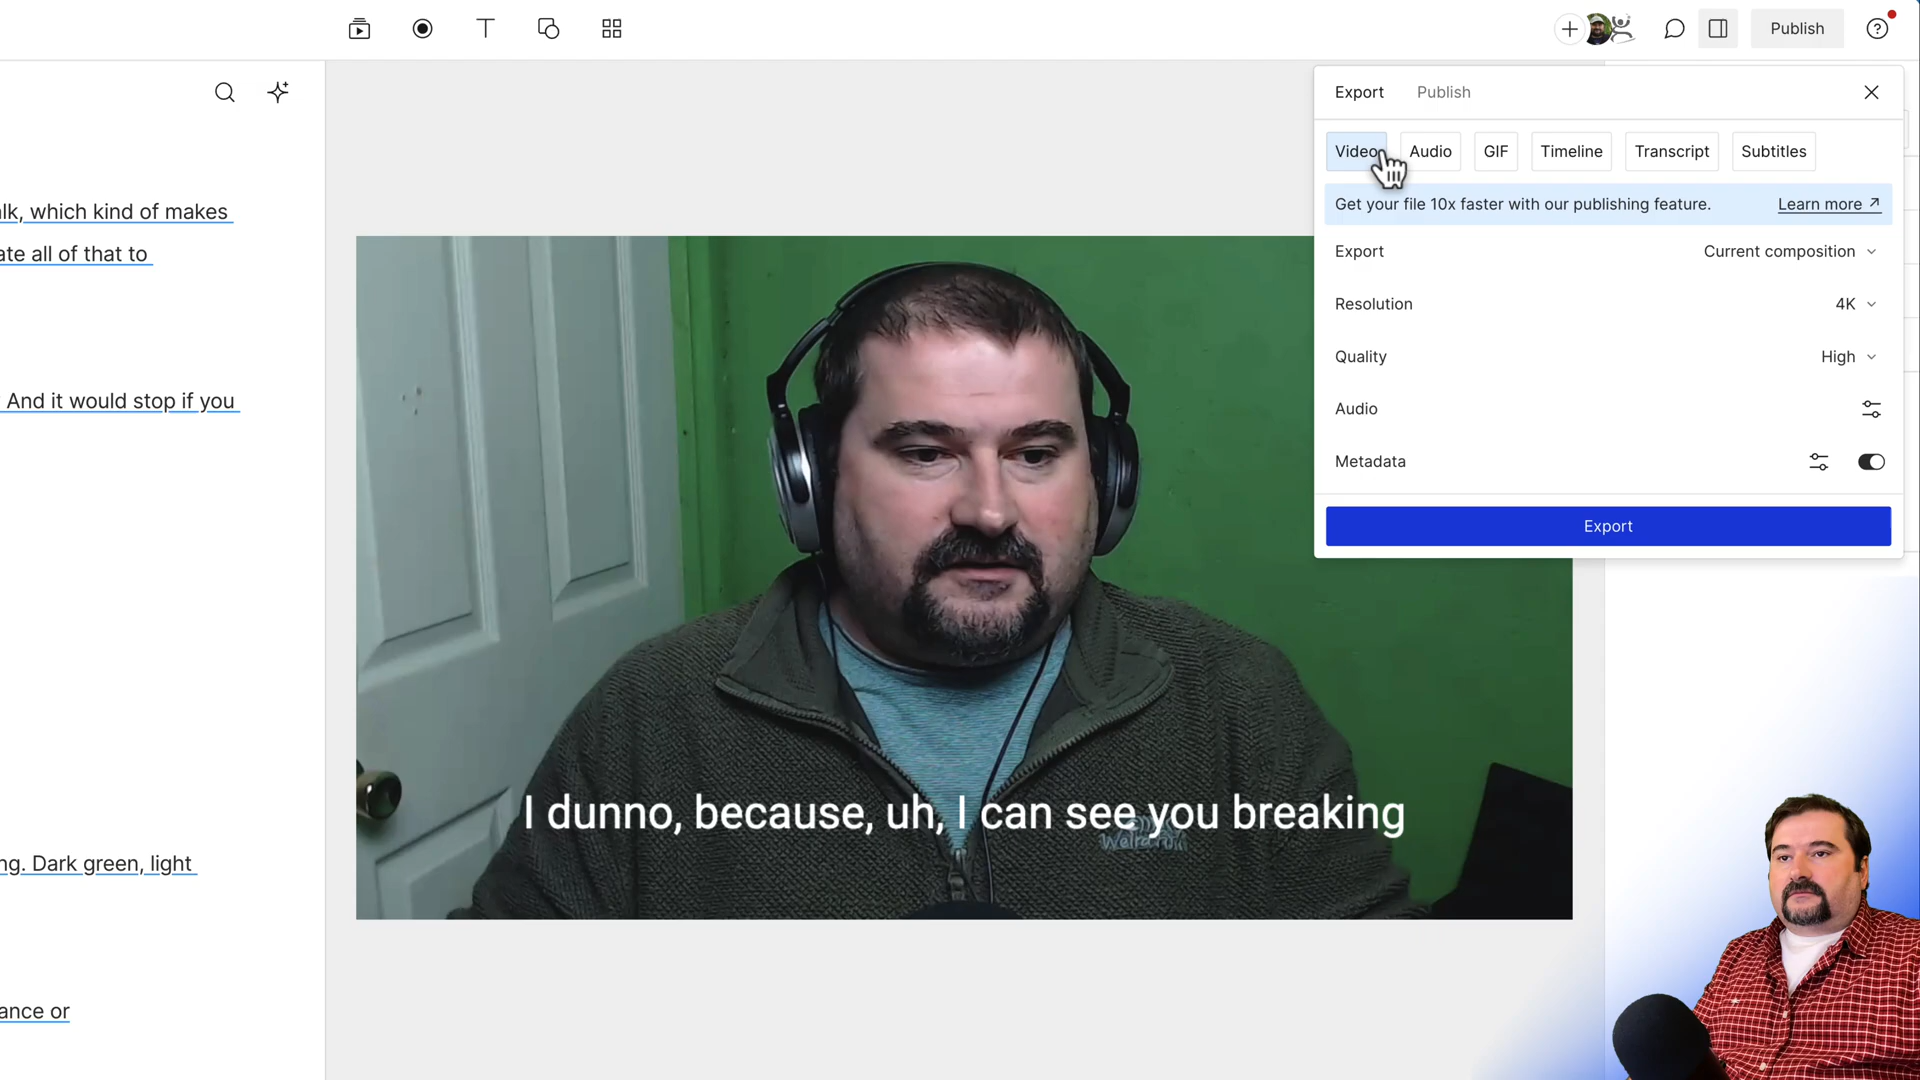 Publish
Export Publish
Video Audio GIF Timeline Transcript Subtitles
Get your file 10x faster with our publishing feature. Learn more
Export Current composition
Resolution 4K
Quality High
Audio
Metadata
Export
lk, which kind of makes
ate all of that to
And it would stop if you
ng. Dark green, light
ance or
I dunno, because, uh, I can see you breaking